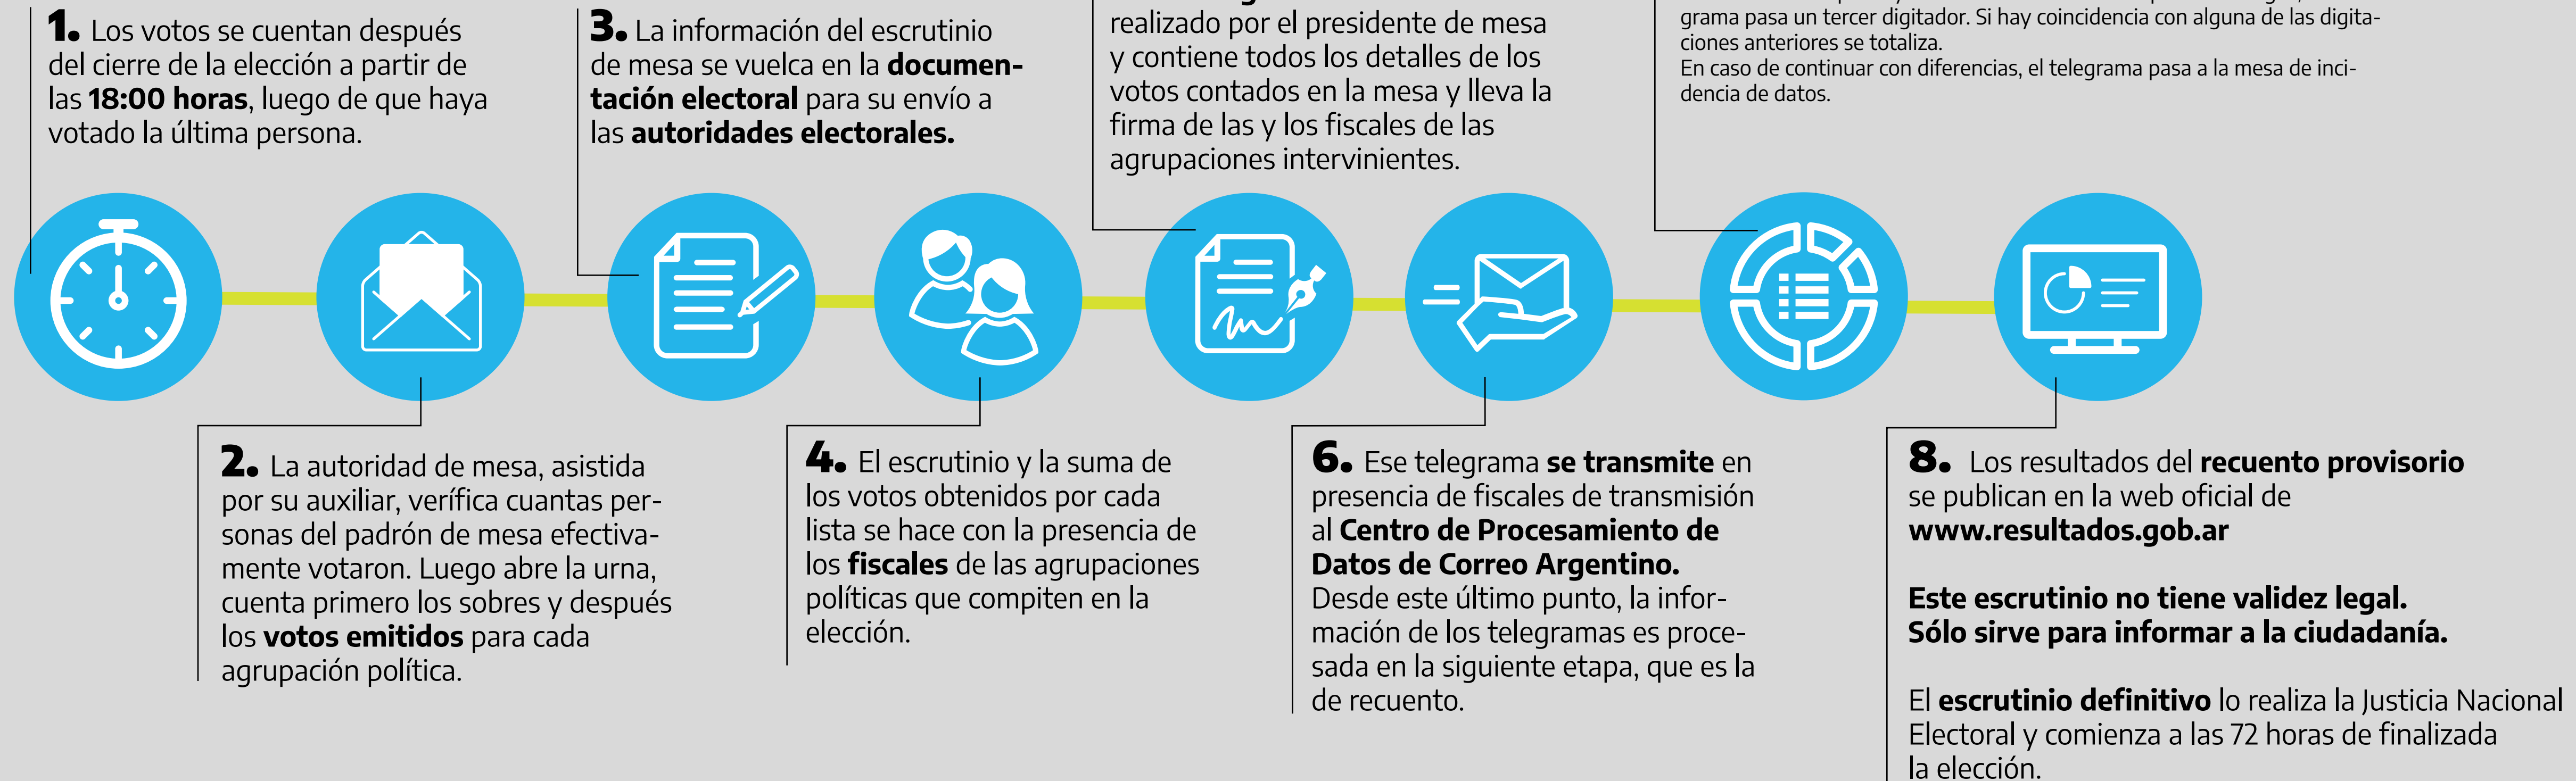 1. Los votos se cuentan después
del cierre de la elección a partir de
las 18:00 horas, luego de que haya
votado la última persona.
2. La autoridad de mesa, asistida
por su auxiliar, verífica cuantas per-
sonas del padrón de mesa efectiva-
mente votaron. Luego abre la urna,
cuenta primero los sobres y después
los votos emitidos para cada
agrupación política.
3. La información del escrutinio
de mesa se vuelca en la documen-
tación electoral para su envío a
las autoridades electorales.
4. El escrutinio y la suma de
los votos obtenidos por cada
lista se hace con la presencia de
los fiscales de las agrupaciones
políticas que compiten en la
elección.
realizado por el presidente de mesa
y contiene todos los detalles de los
votos contados en la mesa y lleva la
firma de las y los fiscales de las
agrupaciones intervinientes.
6. Ese telegrama se transmite en
presencia de fiscales de transmisión
al Centro de Procesamiento de
Datos de Correo Argentino.
Desde este último punto, la infor-
mación de los telegramas es proce-
sada en la siguiente etapa, que es la
de recuento.
grama pasa un tercer digitador. Si hay coincidencia con alguna de las digita-
ciones anteriores se totaliza.
En caso de continuar con diferencias, el telegrama pasa a la mesa de inci-
dencia de datos.
8. Los resultados del recuento provisorio
se publican en la web oficial de
www.resultados.gob.ar
Este escrutinio no tiene validez legal.
Sólo sirve para informar a la ciudadanía.
El escrutinio definitivo lo realiza la Justicia Nacional
Electoral y comienza a las 72 horas de finalizada
la elección.